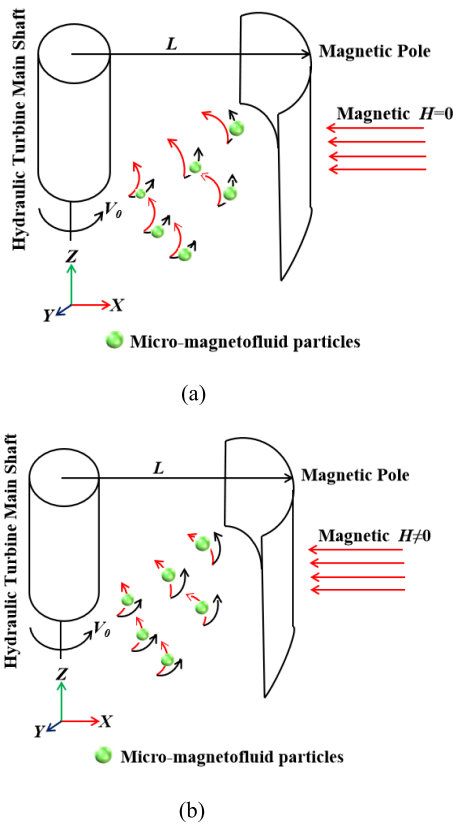 Hydraulic Turbine Main Shaft
L
Magnetic Pole
Magnetic H=0
V₀
Z
X
Y
Micro-magnetofluid particles
(a)
Hydraulic Turbine Main Shaft
L
Magnetic Pole
Magnetic H≠0
V₀
Z
X
Y
Micro-magnetofluid particles
(b)